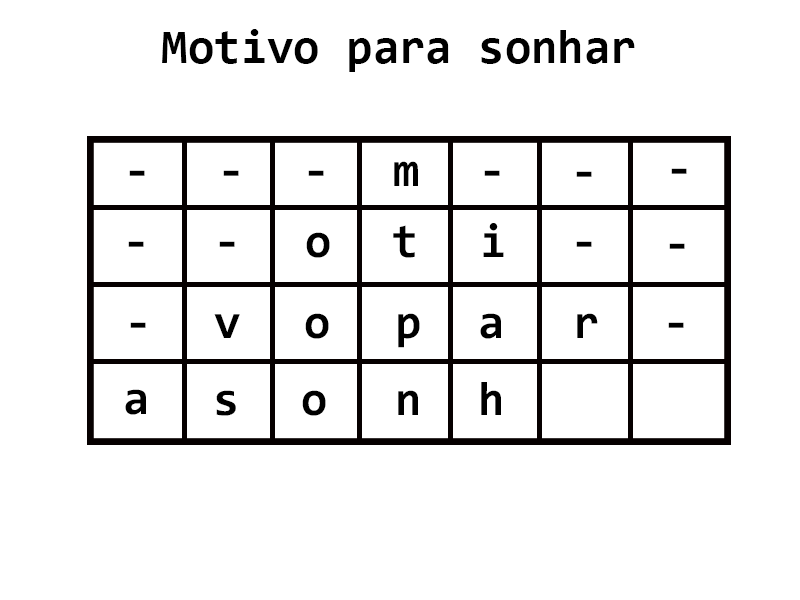 Motivo para sonhar
- - - m - - -
- - o t i - -
- v o p a r -
a s o n h